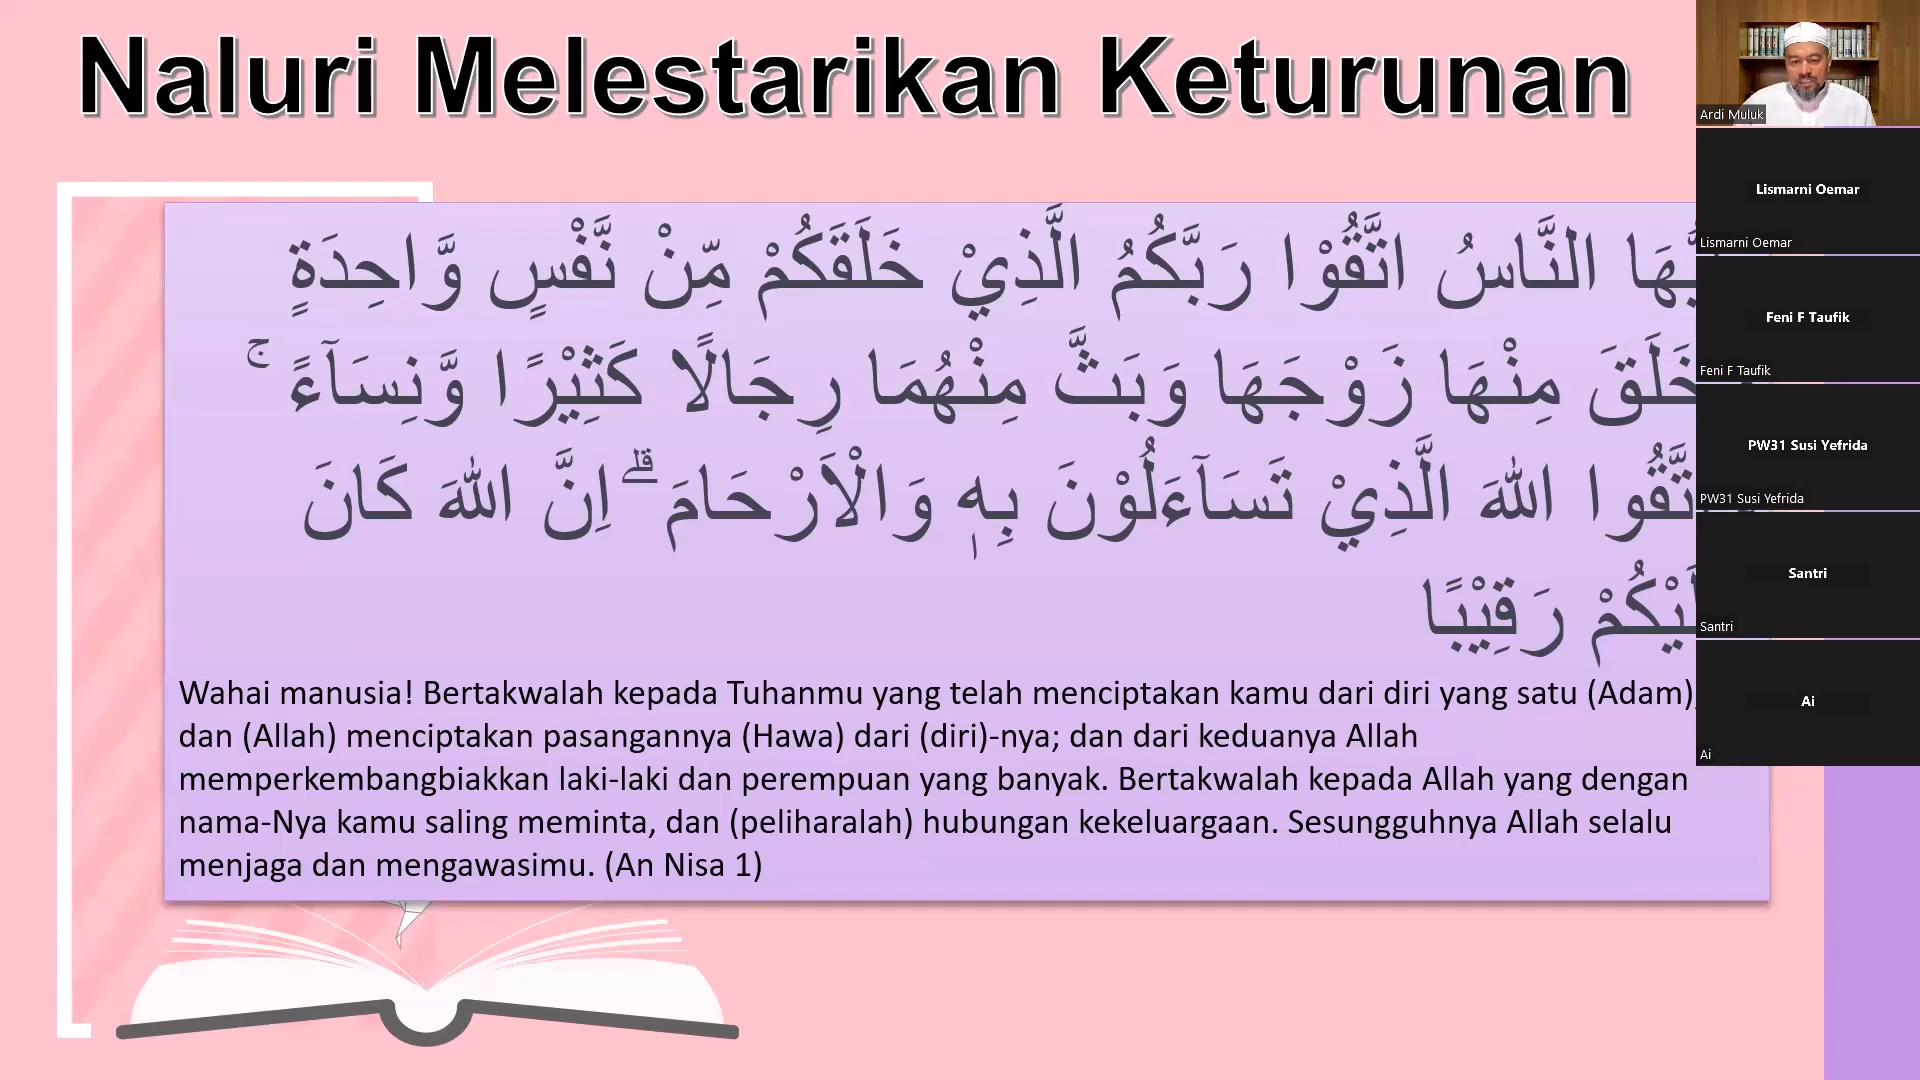 Naluri Melestarikan Keturunan
النَّاسُ اتَّقُوْا رَبَّكُمُ الَّذِيْ خَلَقَكُمْ مِّنْ نَّفْسٍ وَّاحِدَةٍ
خَلَقَ مِنْهَا زَوْجَهَا وَبَثَّ مِنْهُمَا رِجَالًا كَثِيْرًا وَّنِسَاۤءً ۚ
تَّقُوا اللّٰهَ الَّذِيْ تَسَاۤءَلُوْنَ بِهٖ وَالْاَرْحَامَ ۗ اِنَّ اللّٰهَ كَانَ
رَقِيْبًا
Wahai manusia! Bertakwalah kepada Tuhanmu yang telah menciptakan kamu dari diri yang satu (Adam),
dan (Allah) menciptakan pasangannya (Hawa) dari (diri)-nya; dan dari keduanya Allah
memperkembangbiakkan laki-laki dan perempuan yang banyak. Bertakwalah kepada Allah yang dengan
nama-Nya kamu saling meminta, dan (peliharalah) hubungan kekeluargaan. Sesungguhnya Allah selalu
menjaga dan mengawasimu. (An Nisa 1)
Ardi Muluk
Lismarni Oemar
Lismarni Oemar
Feni F Taufik
Feni F Taufik
PW31 Susi Yefrida
PW31 Susi Yefrida
Santri
Santri
Ai
Ai